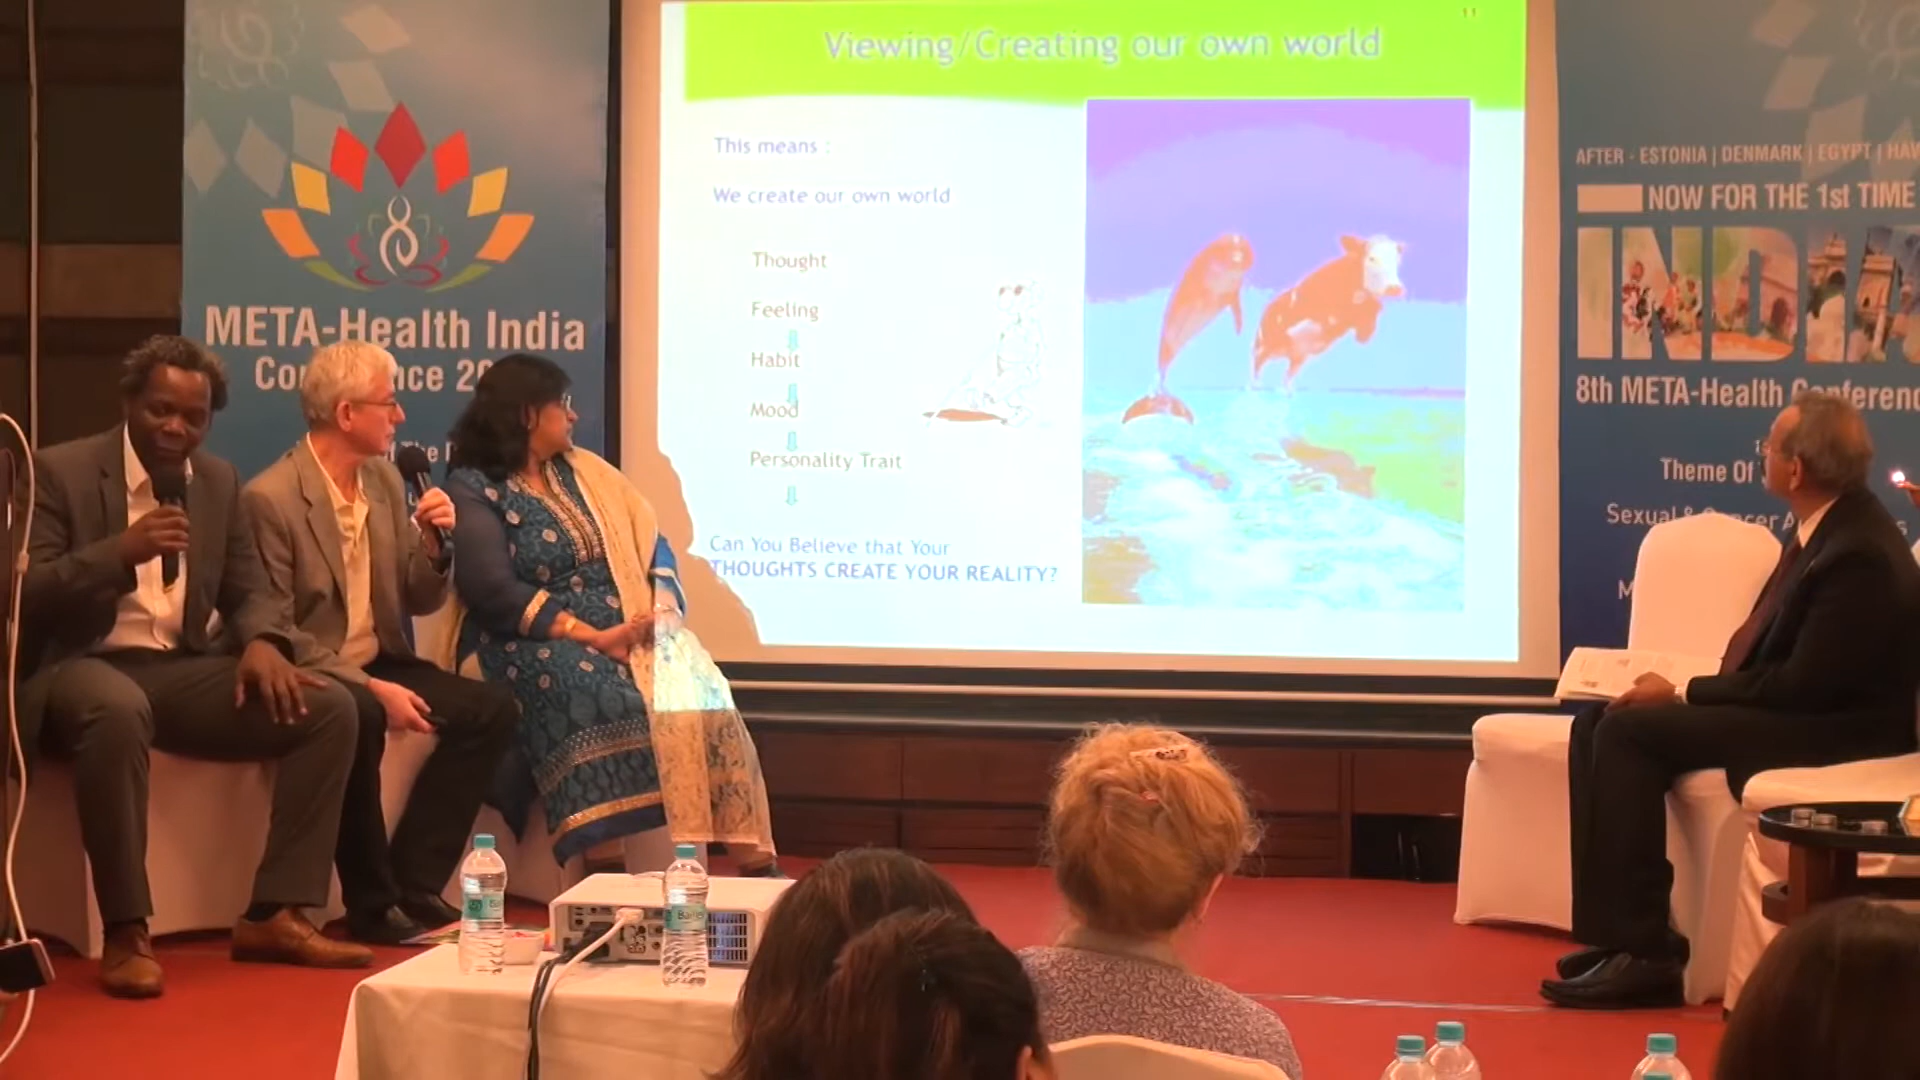 META-Health India
11
Viewing/Creating our own world
This means :
We create our own world
Thought
Feeling
Habit
Mood
Personality Trait
Can You Believe that Your
THOUGHTS CREATE YOUR REALITY?
AFTER - ESTONIA | DENMARK | EGYPT |
NOW FOR THE 1st TIME
INDIA
8th META-Health
Theme Of
Sexual &